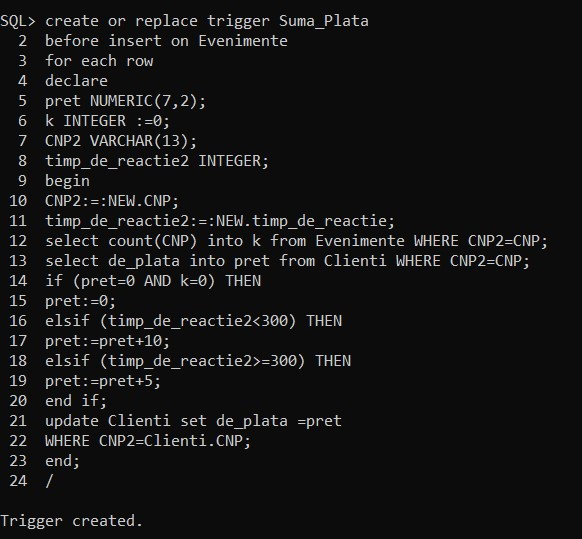 SQL> create or replace trigger Suma_Plata
2 before insert on Evenimente
3 for each row
4 declare
5 pret NUMERIC(7,2);
6 k INTEGER :=0;
7 CNP2 VARCHAR(13);
8 timp_de_reactie2 INTEGER;
9 begin
10 CNP2:=:NEW.CNP;
11 timp_de_reactie2:=:NEW.timp_de_reactie;
12 select count(CNP) into k from Evenimente WHERE CNP2=CNP;
13 select de_plata into pret from Clienti WHERE CNP2=CNP;
14 if (pret=0 AND k=0) THEN
15 pret:=0;
16 elsif (timp_de_reactie2<300) THEN
17 pret:=pret+10;
18 elsif (timp_de_reactie2>=300) THEN
19 pret:=pret+5;
20 end if;
21 update Clienti set de_plata =pret
22 WHERE CNP2=Clienti.CNP;
23 end;
24 /
Trigger created.